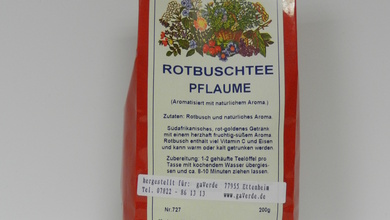 ROTBUSCHTEE
PFLAUME
(Aromatisiert mit natürlichem Aroma.)
Zutaten: Rotbusch und natürliches Aroma
Südafrikanisches, rot-goldenes Getränk
mit einem herzhaft fruchtig-süßem Aroma.
Rotbusch enthält viel Vitamin C und Eisen
und kann warm oder kalt getrunken werden
Zubereitung: 1-2 gehäufte Teelöffel pro
Tasse mit kochendem Wasser übergies-
sen und ca. 8-10 Minuten ziehen lassen.
hergestellt für: gaVerde 77955 Ettenheim
Tel. 07822 - 86 13 13 www.gaVerde.de
Nr.727 200g